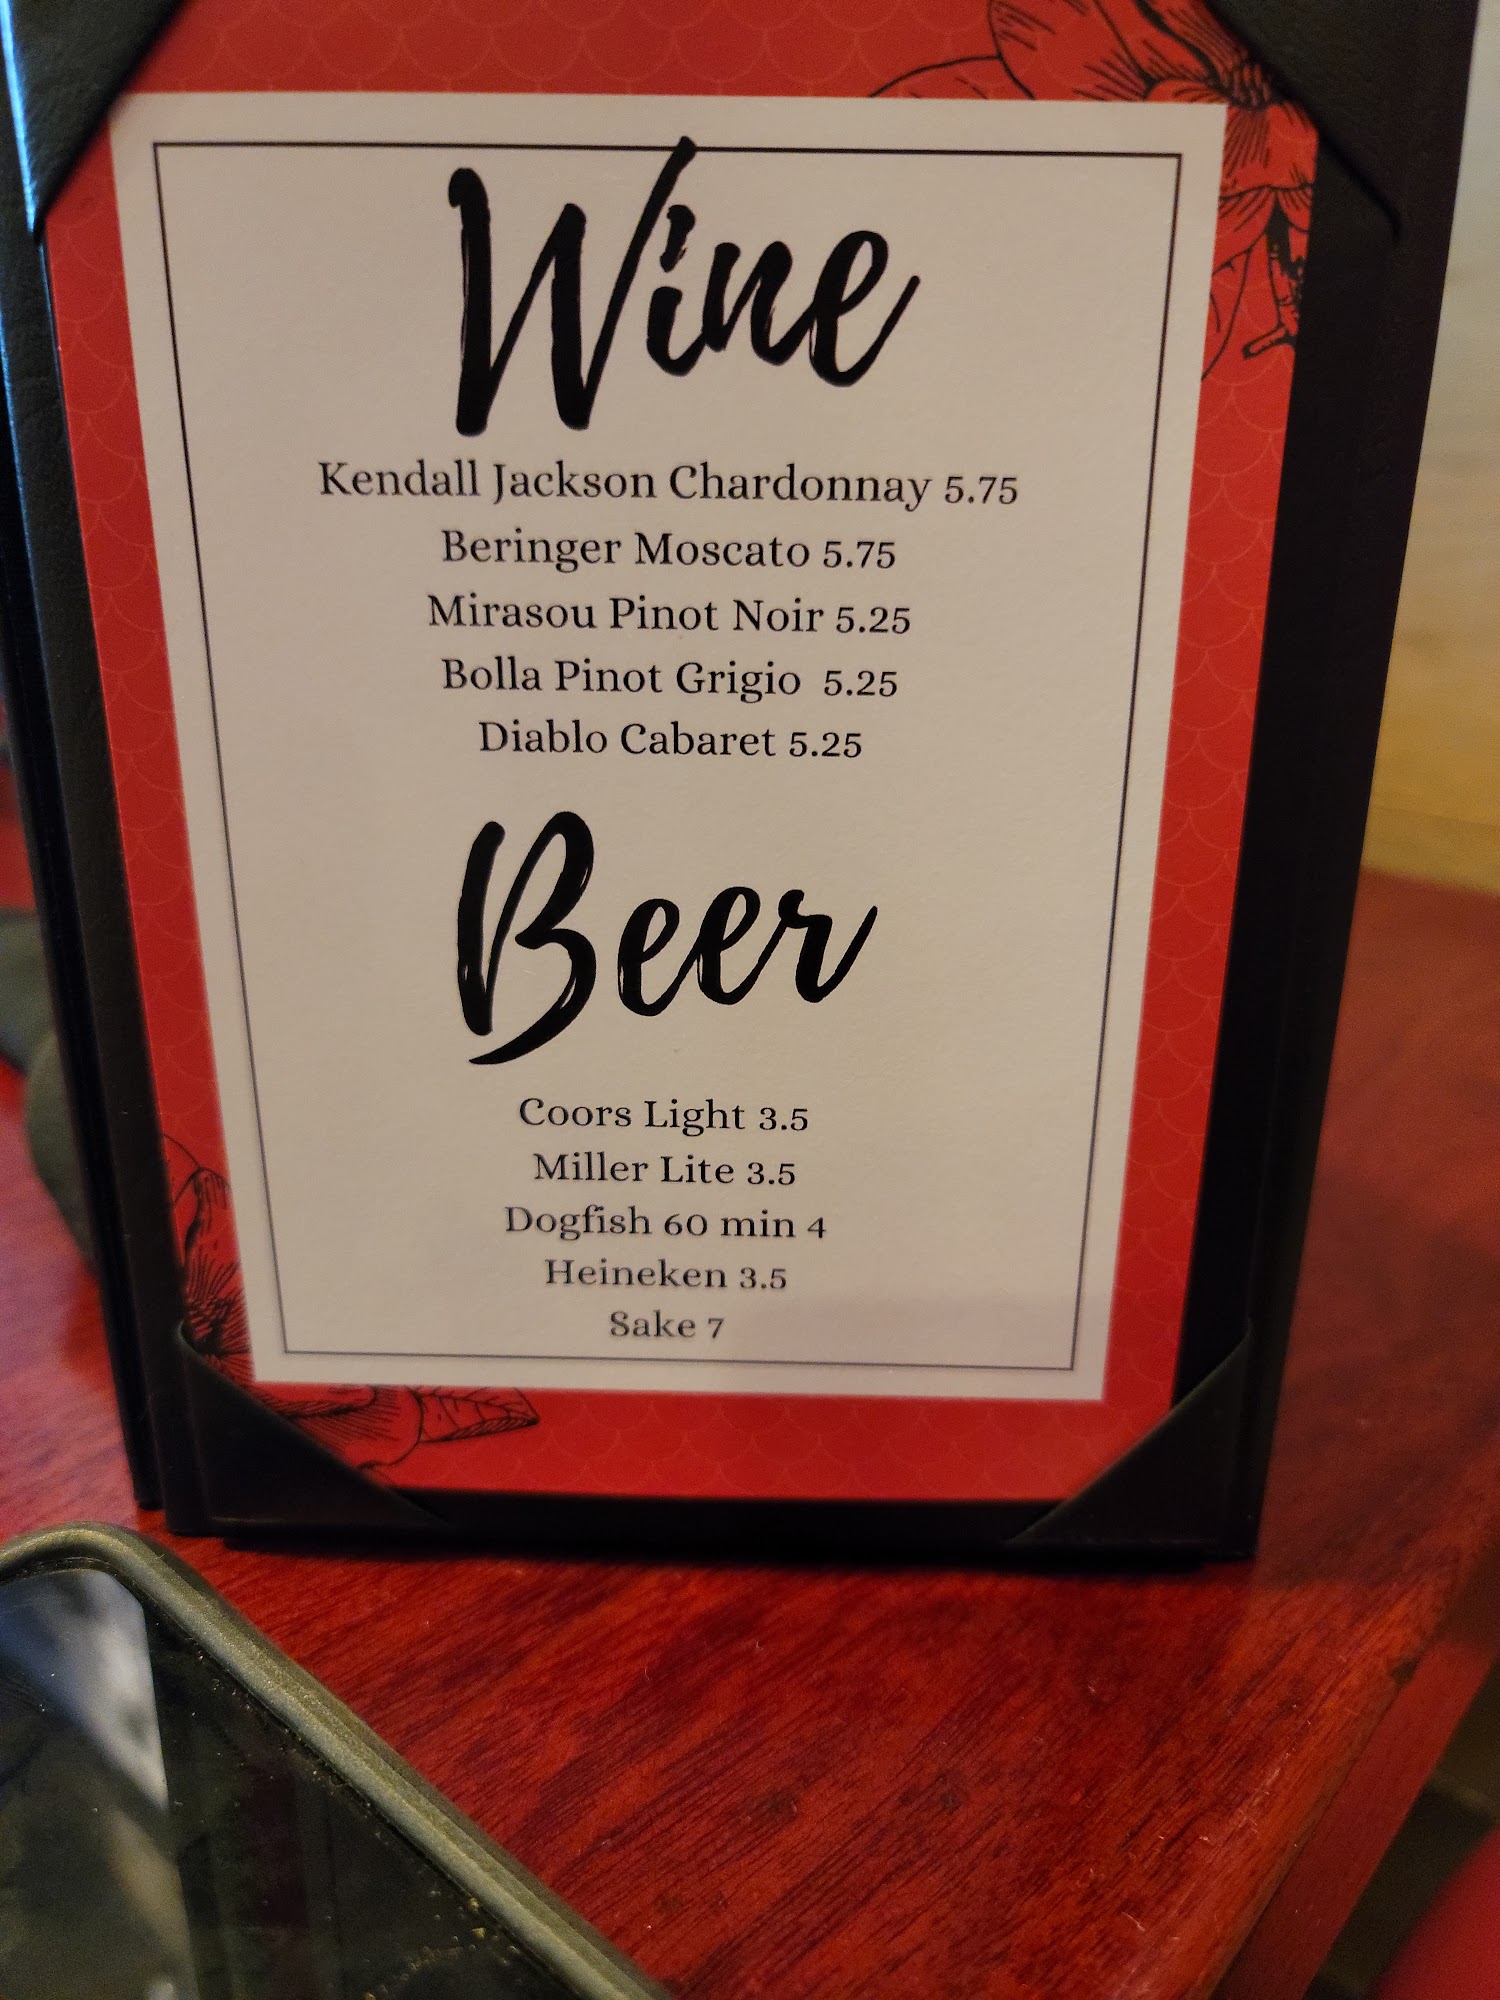 Wine
Kendall Jackson Chardonnay 5.75
Beringer Moscato 5.75
Mirasou Pinot Noir 5.25
Bolla Pinot Grigio 5.25
Diablo Cabaret 5.25
Beer
Coors Light 3.5
Miller Lite 3.5
Dogfish 60 min 4
Heineken 3.5
Sake 7